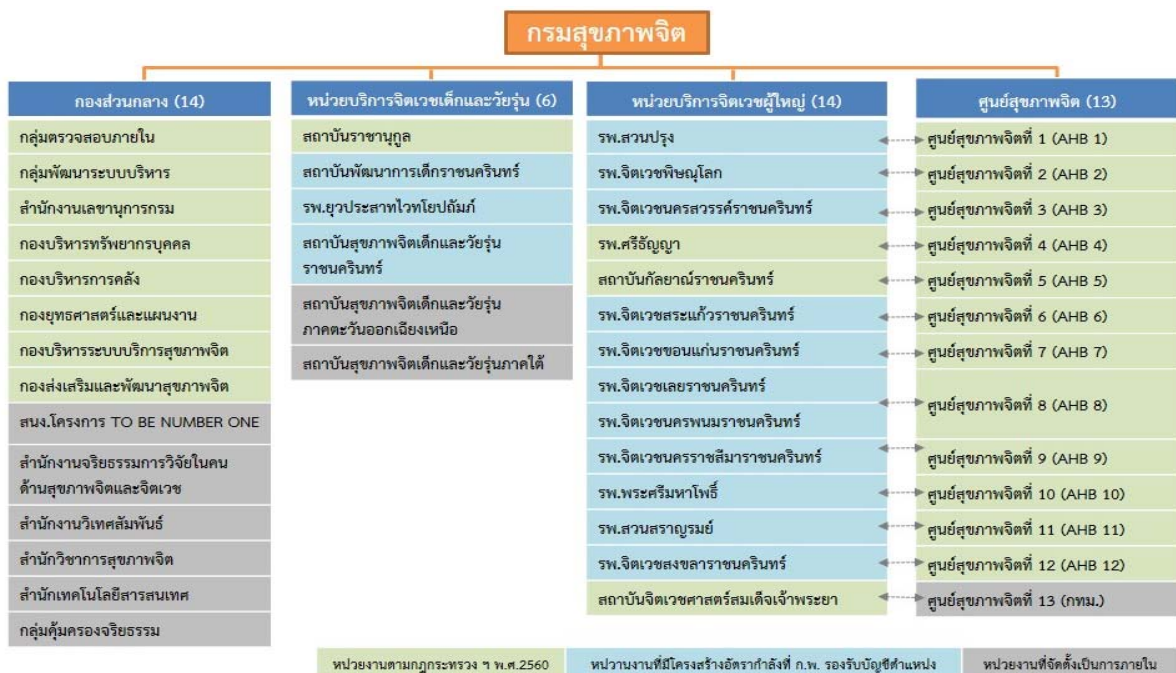 กรมสุขภาพจิต
กองส่วนกลาง (14)
กลุ่มตรวจสอบภายใน
กลุ่มพัฒนาระบบบริหาร
สำนักงานเลขานุการกรม
กองบริหารทรัพยากรบุคคล
กองบริหารการคลัง
กองยุทธศาสตร์และแผนงาน
กองบริหารระบบบริการสุขภาพจิต
กองส่งเสริมและพัฒนาสุขภาพจิต
สนง.โครงการ TO BE NUMBER ONE
สำนักงานจริยธรรมการวิจัยในคน
ด้านสุขภาพจิตและจิตเวช
สำนักงานวิเทศสัมพันธ์
สำนักวิชาการสุขภาพจิต
สำนักเทคโนโลยีสารสนเทศ
กลุ่มคุ้มครองจริยธรรม
หน่วยบริการจิตเวชเด็กและวัยรุ่น (6)
สถาบันราชานุกูล
สถาบันพัฒนาการเด็กราชนครินทร์
รพ.ยุวประสาทไวทโยปถัมภ์
สถาบันสุขภาพจิตเด็กและวัยรุ่น
ราชนครินทร์
สถาบันสุขภาพจิตเด็กและวัยรุ่น
ภาคตะวันออกเฉียงเหนือ
สถาบันสุขภาพจิตเด็กและวัยรุ่นภาคใต้
หน่วยบริการจิตเวชผู้ใหญ่ (14)
รพ.สวนปรุง
รพ.จิตเวชพิษณุโลก
รพ.จิตเวชนครสวรรค์ราชนครินทร์
รพ.ศรีธัญญา
สถาบันกัลยาณ์ราชนครินทร์
รพ.จิตเวชสระแก้วราชนครินทร์
รพ.จิตเวชขอนแก่นราชนครินทร์
รพ.จิตเวชเลยราชนครินทร์
รพ.จิตเวชนครพนมราชนครินทร์
รพ.จิตเวชนครราชสีมาราชนครินทร์
รพ.พระศรีมหาโพธิ์
รพ.สวนสราญรมย์
รพ.จิตเวชสงขลาราชนครินทร์
สถาบันจิตเวชศาสตร์สมเด็จเจ้าพระยา
ศูนย์สุขภาพจิต (13)
ศูนย์สุขภาพจิตที่ 1 (AHB 1)
ศูนย์สุขภาพจิตที่ 2 (AHB 2)
ศูนย์สุขภาพจิตที่ 3 (AHB 3)
ศูนย์สุขภาพจิตที่ 4 (AHB 4)
ศูนย์สุขภาพจิตที่ 5 (AHB 5)
ศูนย์สุขภาพจิตที่ 6 (AHB 6)
ศูนย์สุขภาพจิตที่ 7 (AHB 7)
ศูนย์สุขภาพจิตที่ 8 (AHB 8)
ศูนย์สุขภาพจิตที่ 9 (AHB 9)
ศูนย์สุขภาพจิตที่ 10 (AHB 10)
ศูนย์สุขภาพจิตที่ 11 (AHB 11)
ศูนย์สุขภาพจิตที่ 12 (AHB 12)
ศูนย์สุขภาพจิตที่ 13 (กทม.)
หน่วยงานตามกฎกระทรวง ฯ พ.ศ.2560
หน่วานงานที่มีโครงสร้างอัตรากำลังที่ ก.พ. รองรับบัญชีตำแหน่ง
หน่วยงานที่จัดตั้งเป็นการภายใน